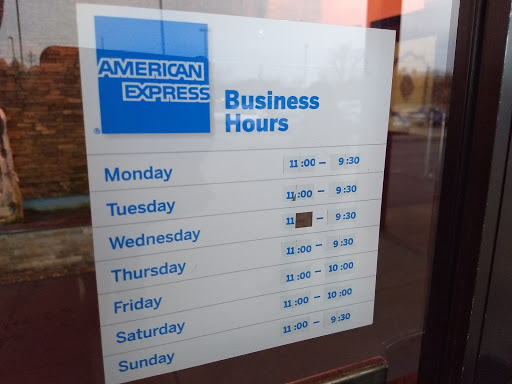 AMERICAN
EXPRESS
®
Business
Hours
Monday 11:00 – 9:30
Tuesday 11:00 – 9:30
Wednesday 11 – 9:30
Thursday 11:00 – 9:30
Friday 11:00 – 10:00
Saturday 11:00 – 10:00
Sunday 11:00 – 9:30